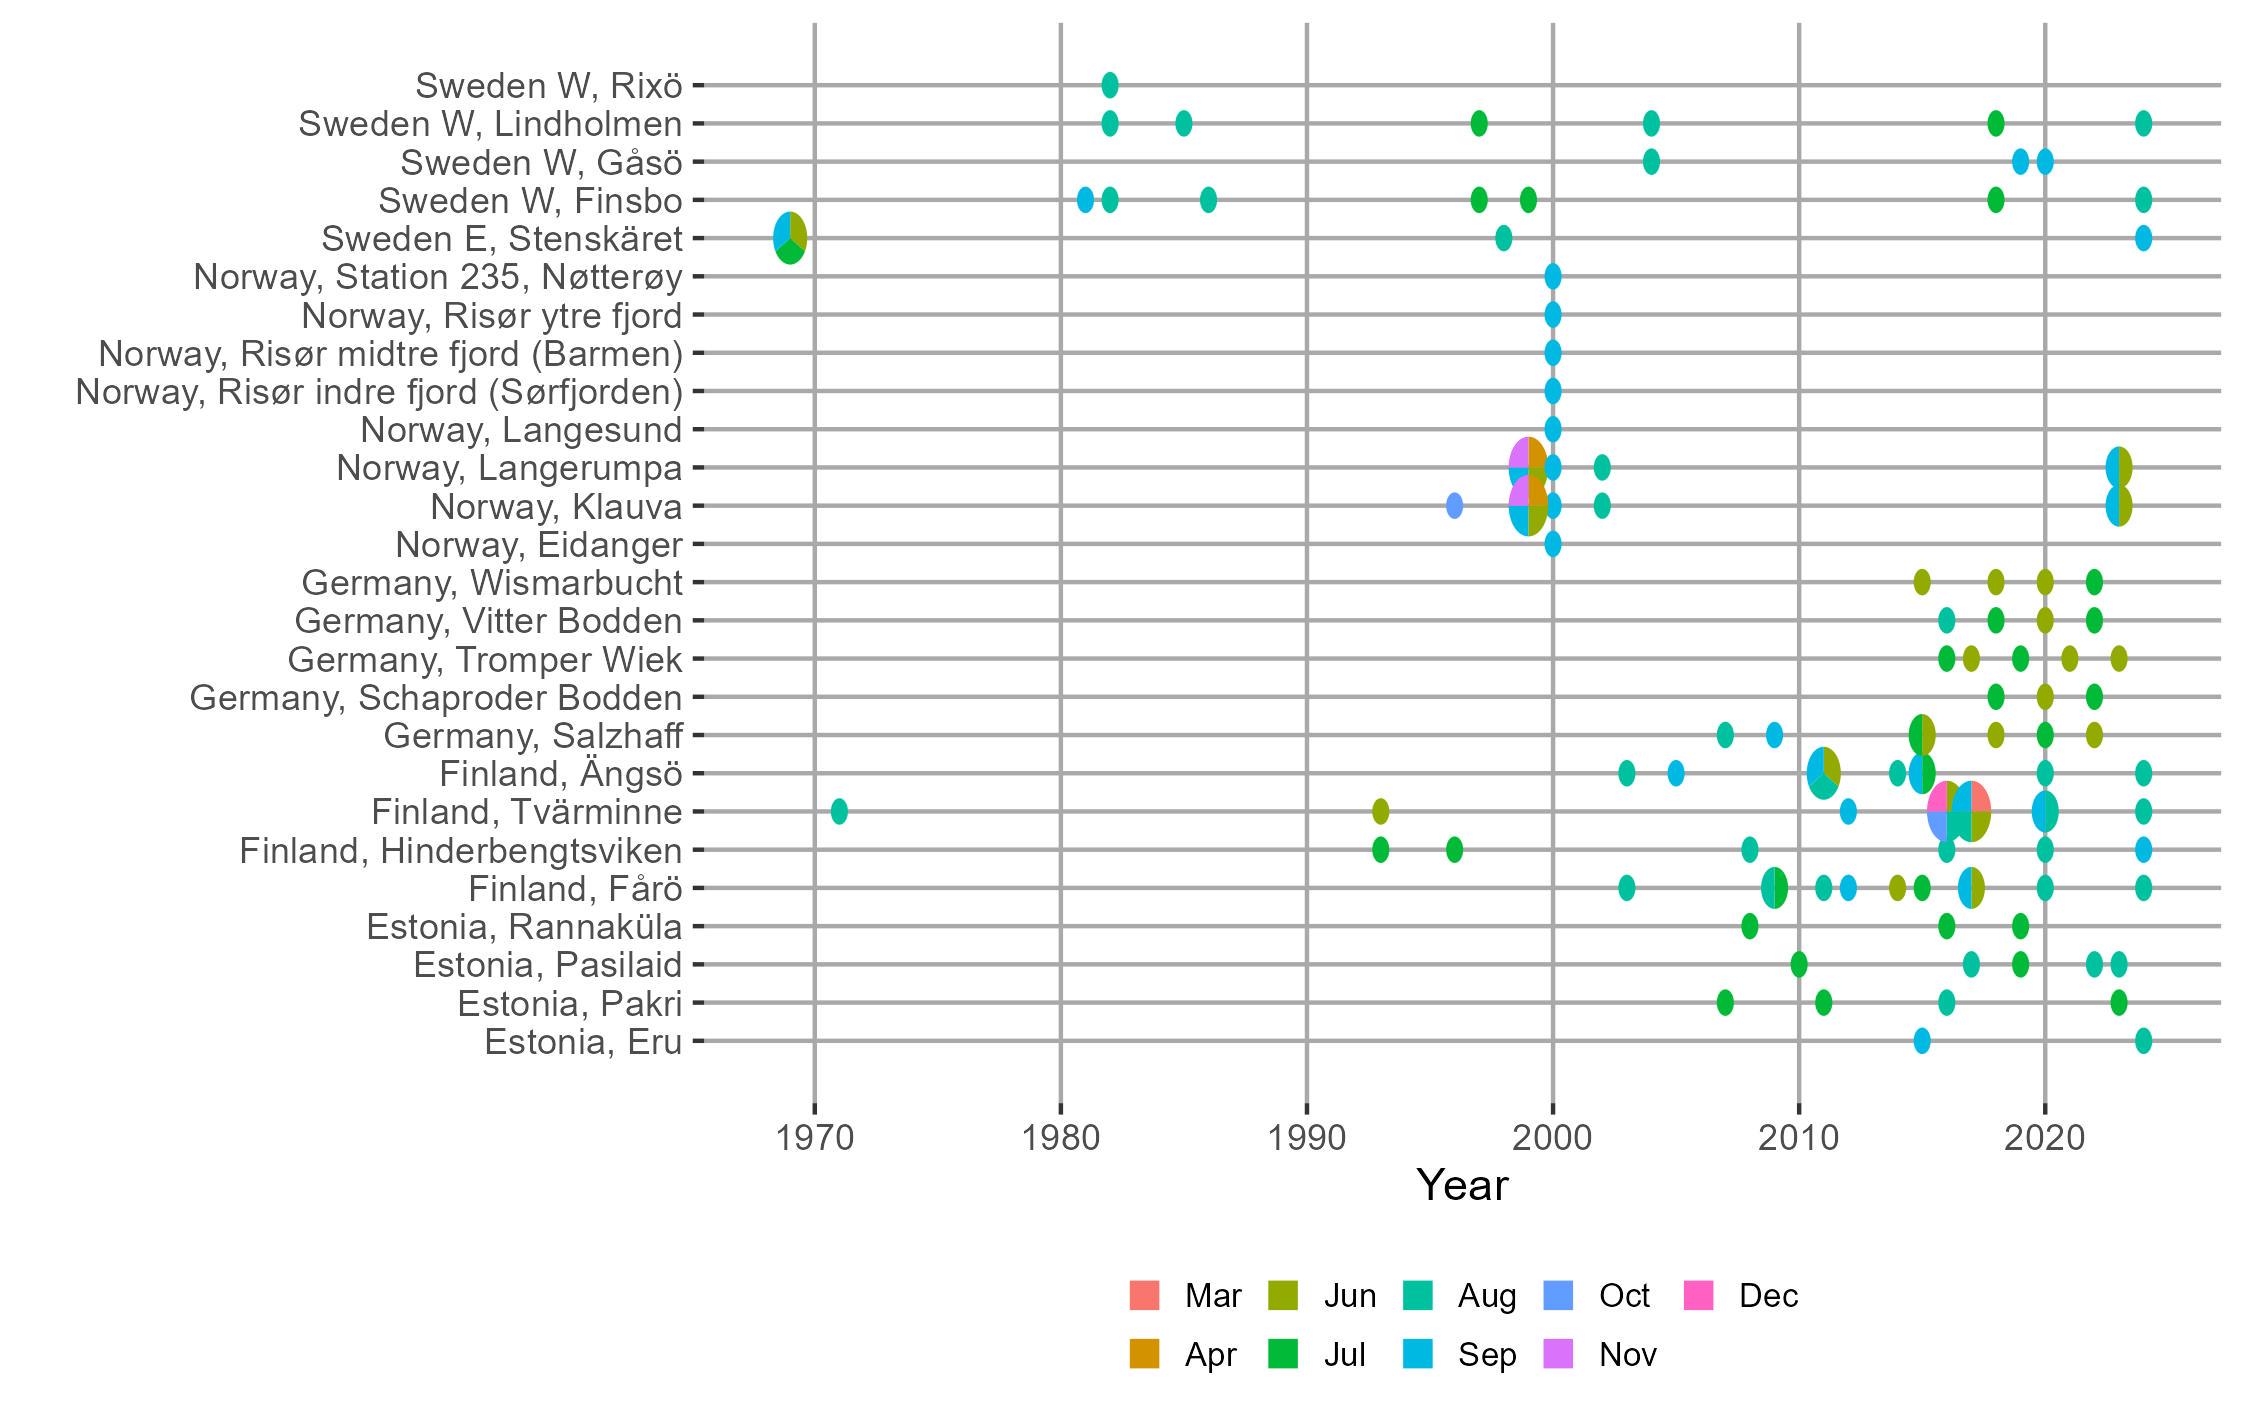 Sweden W, Rixö
Sweden W, Lindholmen
Sweden W, Gåsö
Sweden W, Finsbo
Sweden E, Stenskäret
Norway, Station 235, Nøtterøy
Norway, Risør ytre fjord
Norway, Risør midtre fjord (Barmen)
Norway, Risør indre fjord (Sørfjorden)
Norway, Langesund
Norway, Langerumpa
Norway, Klauva
Norway, Eidanger
Germany, Wismarbucht
Germany, Vitter Bodden
Germany, Tromper Wiek
Germany, Schaproder Bodden
Germany, Salzhaff
Finland, Ängsö
Finland, Tvärminne
Finland, Hinderbengtsviken
Finland, Fårö
Estonia, Rannaküla
Estonia, Pasilaid
Estonia, Pakri
Estonia, Eru
1970 1980 1990 2000 2010 2020
Year
Mar Jun Aug Oct Dec
Apr Jul Sep Nov